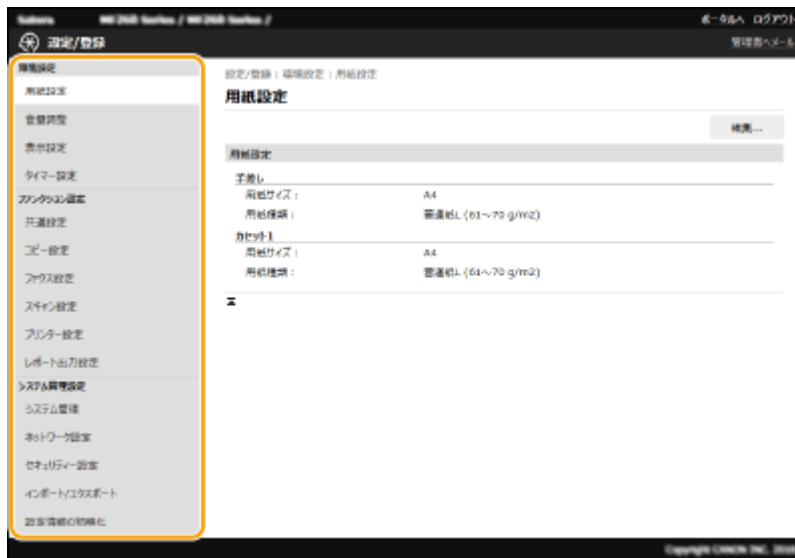 Satera MF260 Series / MF260 Series /
ポータルへ ログアウト
設定/登録
管理者へメール
環境設定
用紙設定
音量調整
表示設定
タイマー設定
ファンクション設定
共通設定
コピー設定
ファクス設定
スキャン設定
プリンター設定
レポート出力設定
システム管理設定
システム管理
ネットワーク設定
セキュリティー設定
インポート/エクスポート
設定情報の初期化
設定/登録 : 環境設定 : 用紙設定
用紙設定
編集...
用紙設定
手差し
用紙サイズ : A4
用紙種類 : 普通紙L (61～70 g/m2)
カセット1
用紙サイズ : A4
用紙種類 : 普通紙L (61～70 g/m2)
Copyright CANON INC.